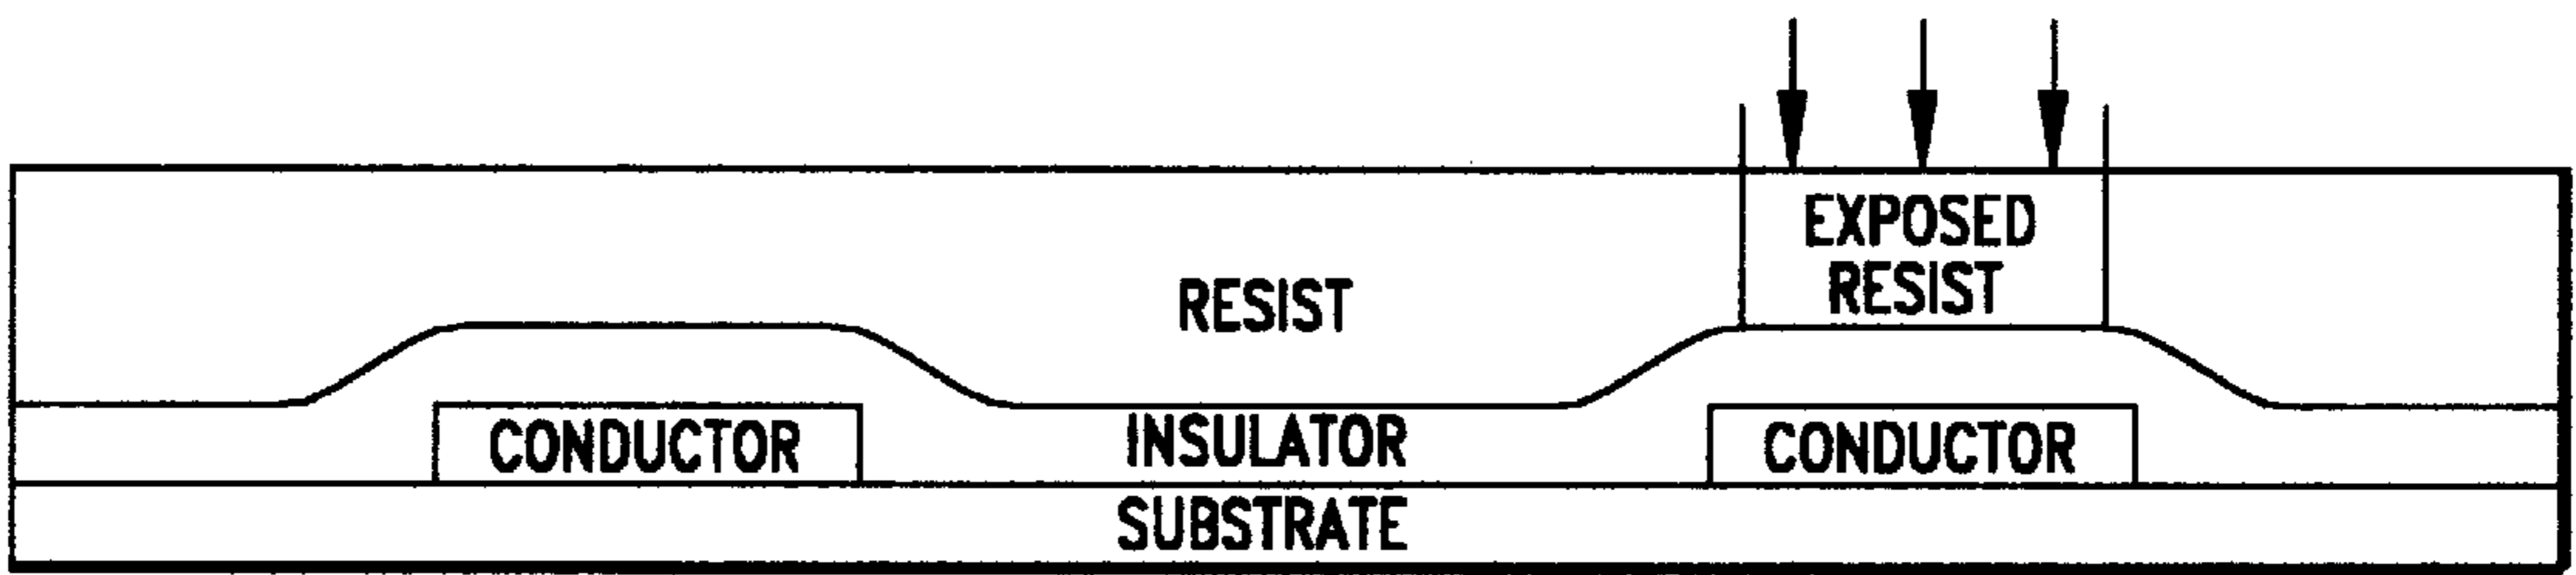 EXPOSED
RESIST
RESIST
CONDUCTOR
INSULATOR
CONDUCTOR
SUBSTRATE